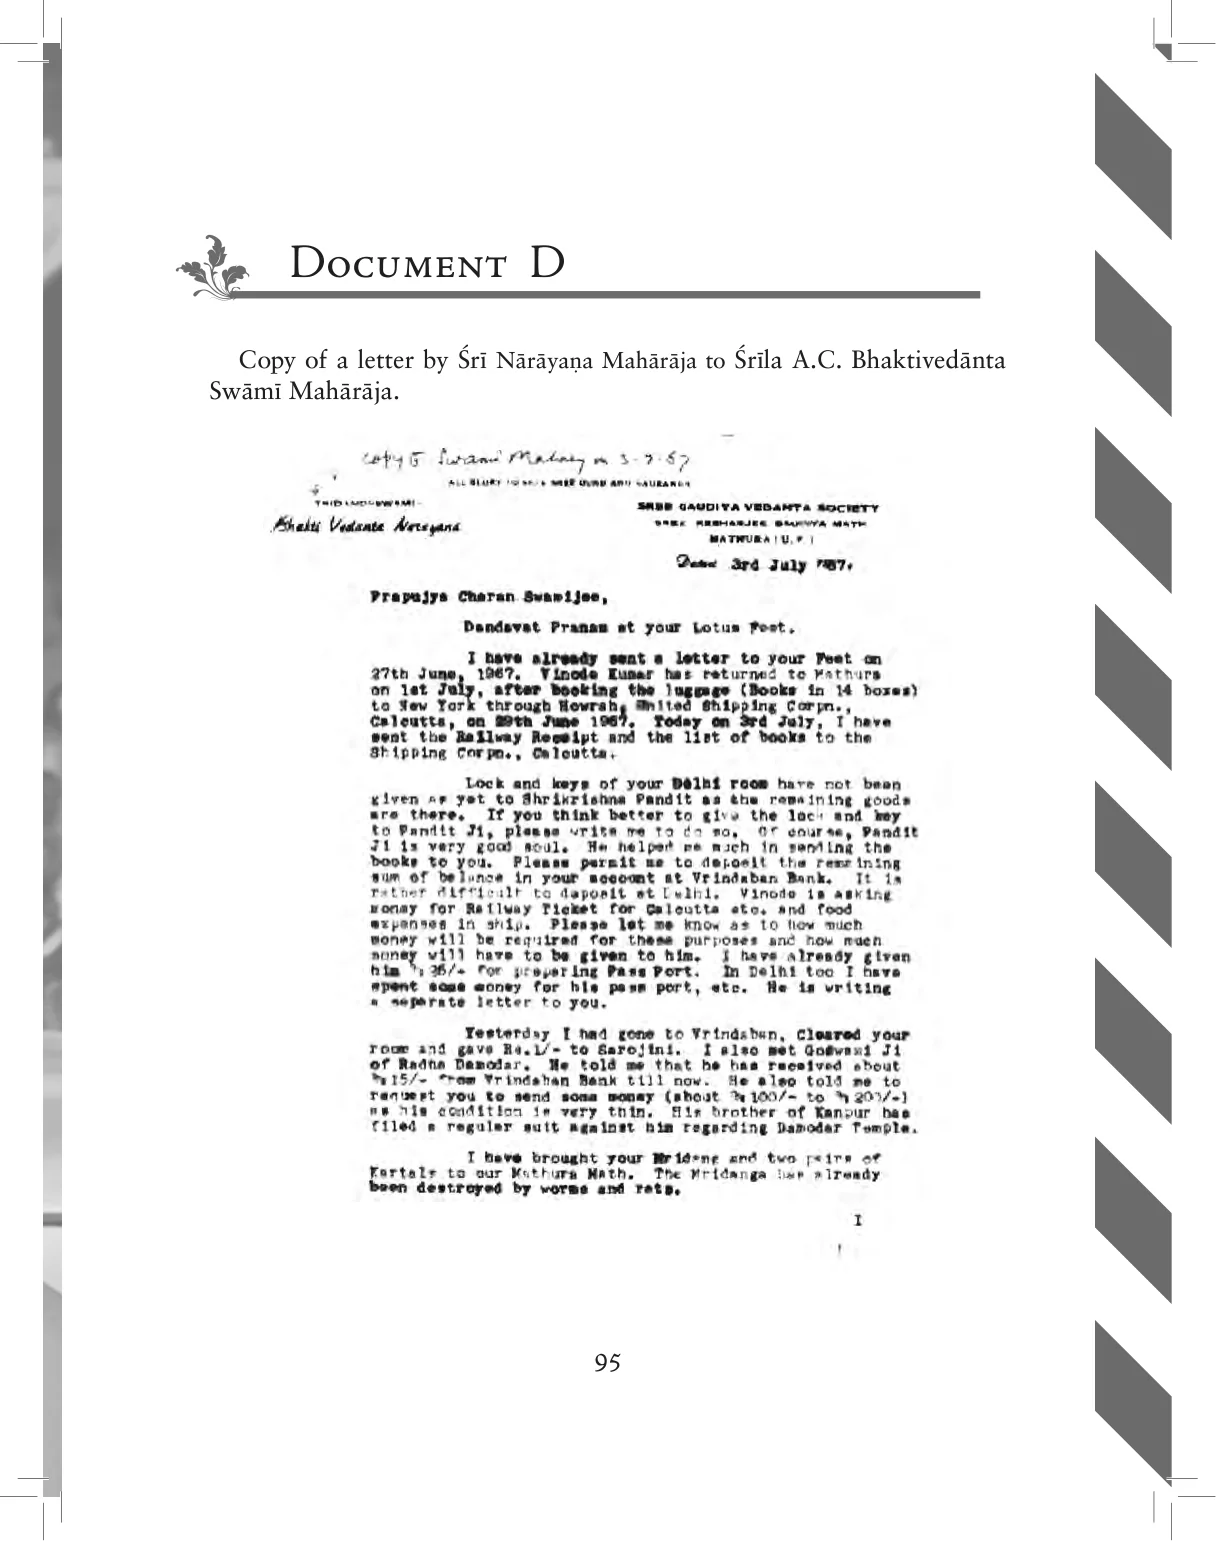 DOCUMENT D
Copy of a letter by Śrī Nārāyaṇa Mahārāja to Śrīla A.C. Bhaktivedānta
Swāmī Mahārāja.
Copy to Swami Maharaj on 3-7-67
ALL GLORY TO SREE GURU AND GAURANGA
TRIDANDISWAMI
Bhakti Vedanta Narayana
SREE GAUDIYA VEDANTA SOCIETY
SREE KESHABJEE GAUDIYA MATH
MATHURA (U.P.)
Dated 3rd July '67.
Prapujya Charan Swamijee,
Dandavat Pranam at your Lotus Feet.
I have already sent a letter to your Feet on
27th June, 1967. Vinode Kumar has returned to Mathura
on 1st July, after booking the luggage (Books in 14 boxes)
to New York through Howrah, United Shipping Corpn.,
Calcutta, on 29th June 1967. Today on 3rd July, I have
sent the Railway Receipt and the list of books to the
Shipping Corpn., Calcutta.
Lock and keys of your Delhi room have not been
given as yet to Shrikrishna Pandit as the remaining goods
are there. If you think better to give the lock and key
to Pandit Ji, please write me to do so. Of course, Pandit
Ji is very good soul. He helped me much in sending the
books to you. Please permit me to deposit the remaining
sum of balance in your account at Vrindaban Bank. It is
rather difficult to deposit at Delhi. Vinode is asking
money for Railway Ticket for Calcutta etc. and food
expenses in ship. Please let me know as to how much
money will be required for these purposes and how much
money will have to be given to him. I have already given
him Rs 35/- for preparing Pass Port. In Delhi too I have
spent some money for his pass port, etc. He is writing
a seperate letter to you.
Yesterday I had gone to Vrindaban, Cleared your
room and gave Rs.1/- to Sarojini. I also met Goswami Ji
of Radha Damodar. He told me that he has received about
Rs 15/- from Vrindaban Bank till now. He also told me to
request you to send some money (about Rs 100/- to Rs 200/-)
as his condition is very thin. His brother of Kanpur has
filed a reguler suit against him regarding Damodar Temple.
I have brought your Mridang and two pairs of
Kartals to our Mathura Math. The Mridanga has already
been destroyed by worms and rats.
I
95